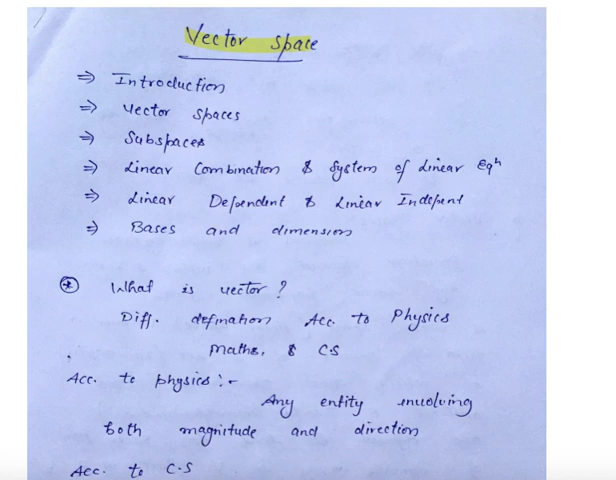 Vector Space
⇒ Introduction
⇒ Vector Spaces
⇒ Subspaces
⇒ Linear Combination & System of Linear Eqn
⇒ Linear Dependent & Linear Indepent
⇒ Bases and dimension
* What is vector ?
Diff. defination Acc. to Physics
Maths, & C.S
Acc. to physics :-
Any entity involving
both magnitude and direction
Acc. to C.S